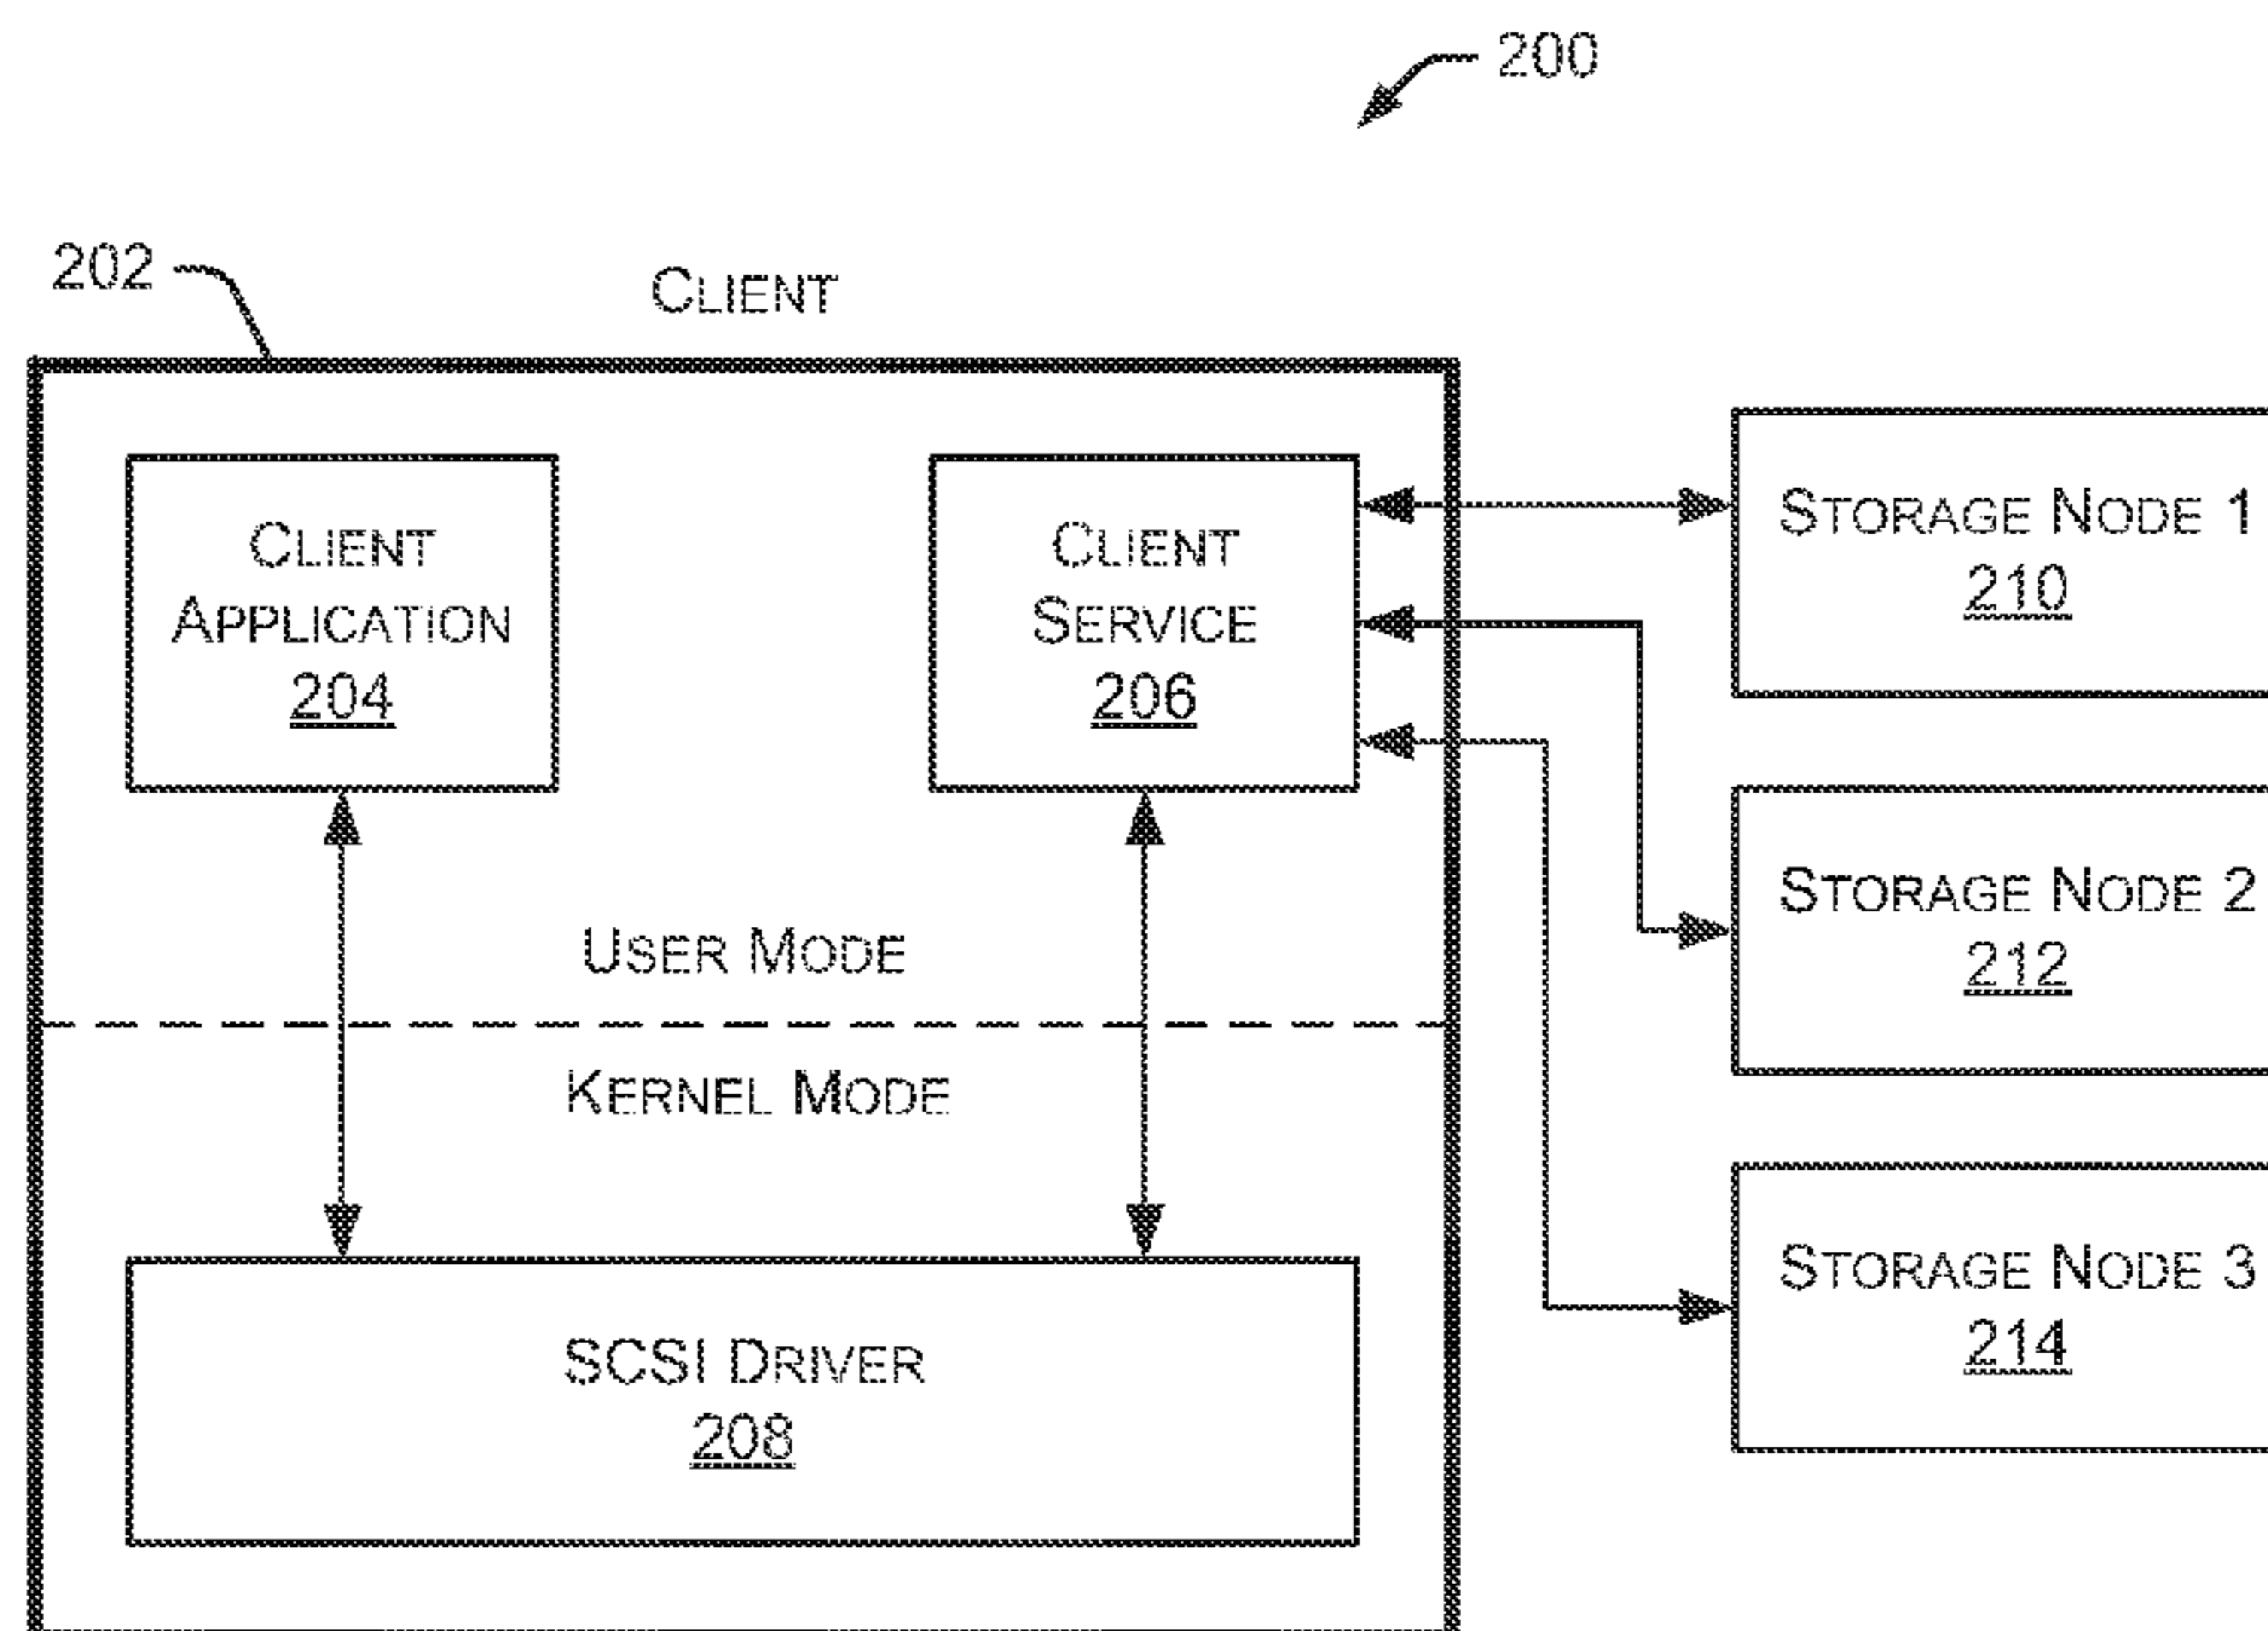 200
202
CLIENT
CLIENT
APPLICATION
204
CLIENT
SERVICE
206
STORAGE NODE 1
210
STORAGE NODE 2
212
USER MODE
KERNEL MODE
STORAGE NODE 3
214
SCSI DRIVER
208